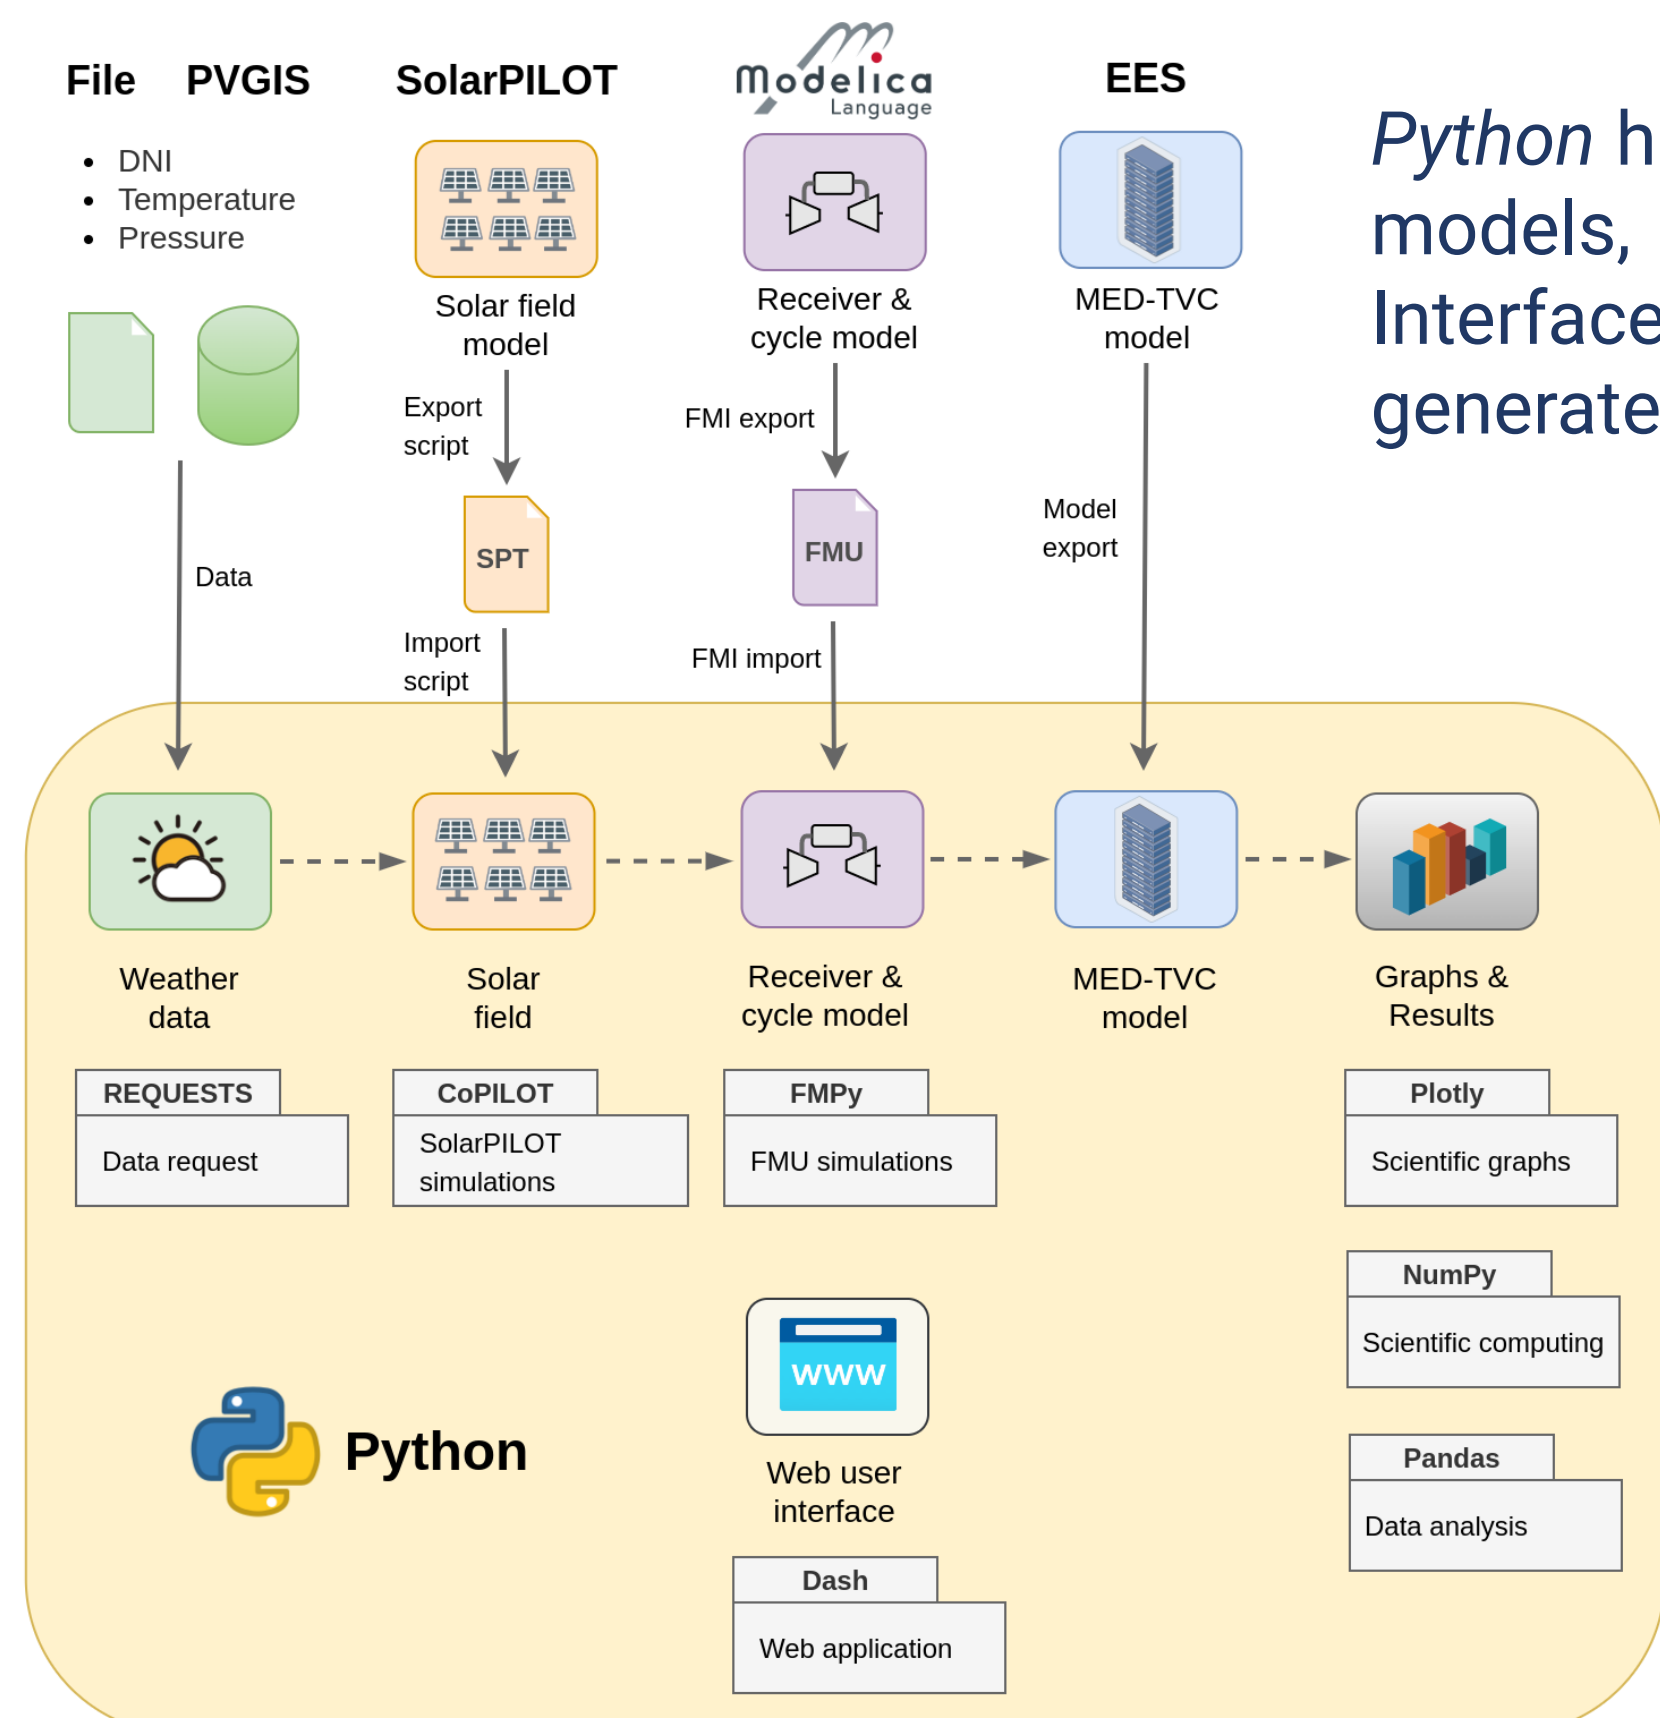 File
PVGIS
SolarPILOT
Modelica
Language
EES
DNI
Temperature
Pressure
Python h
models,
Interface
generate
Solar field
model
Receiver &
cycle model
MED-TVC
model
Export
script
FMI export
SPT
FMU
Model
export
Data
Import
script
FMI import
Weather
data
Solar
field
Receiver &
cycle model
MED-TVC
model
Graphs &
Results
REQUESTS
Data request
CoPILOT
SolarPILOT
simulations
FMPy
FMU simulations
Plotly
Scientific graphs
NumPy
Scientific computing
Pandas
Data analysis
Python
www
Web user
interface
Dash
Web application